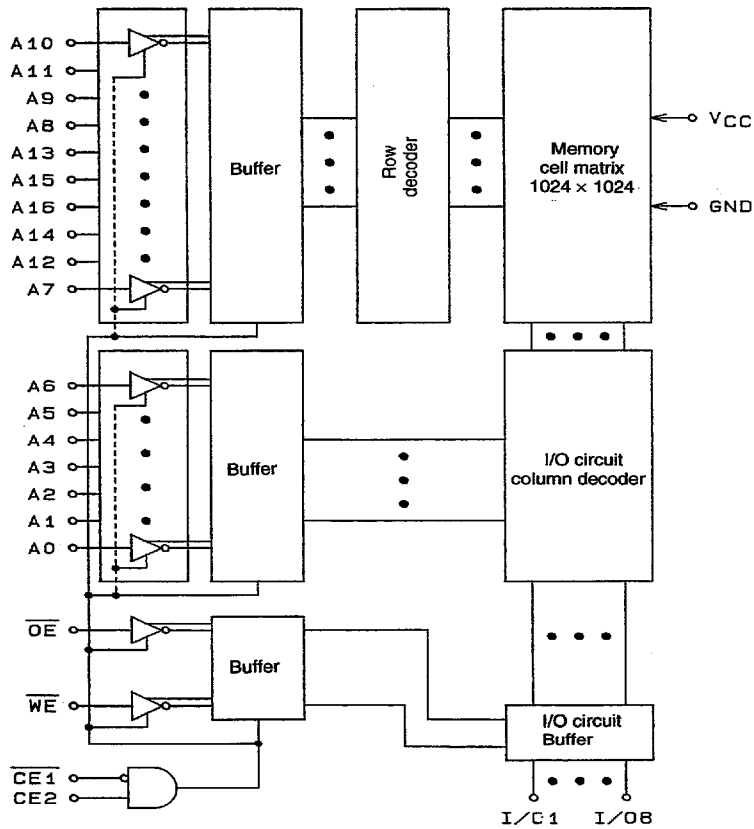 A10
A11
A9
A8
A13
A15
A16
A14
A12
A7
Buffer
Row
decoder
Memory
cell matrix
1024 × 1024
VCC
GND
A6
A5
A4
A3
A2
A1
A0
Buffer
I/O circuit
column decoder
OE
WE
Buffer
I/O circuit
Buffer
CE1
CE2
I/O1
I/O8